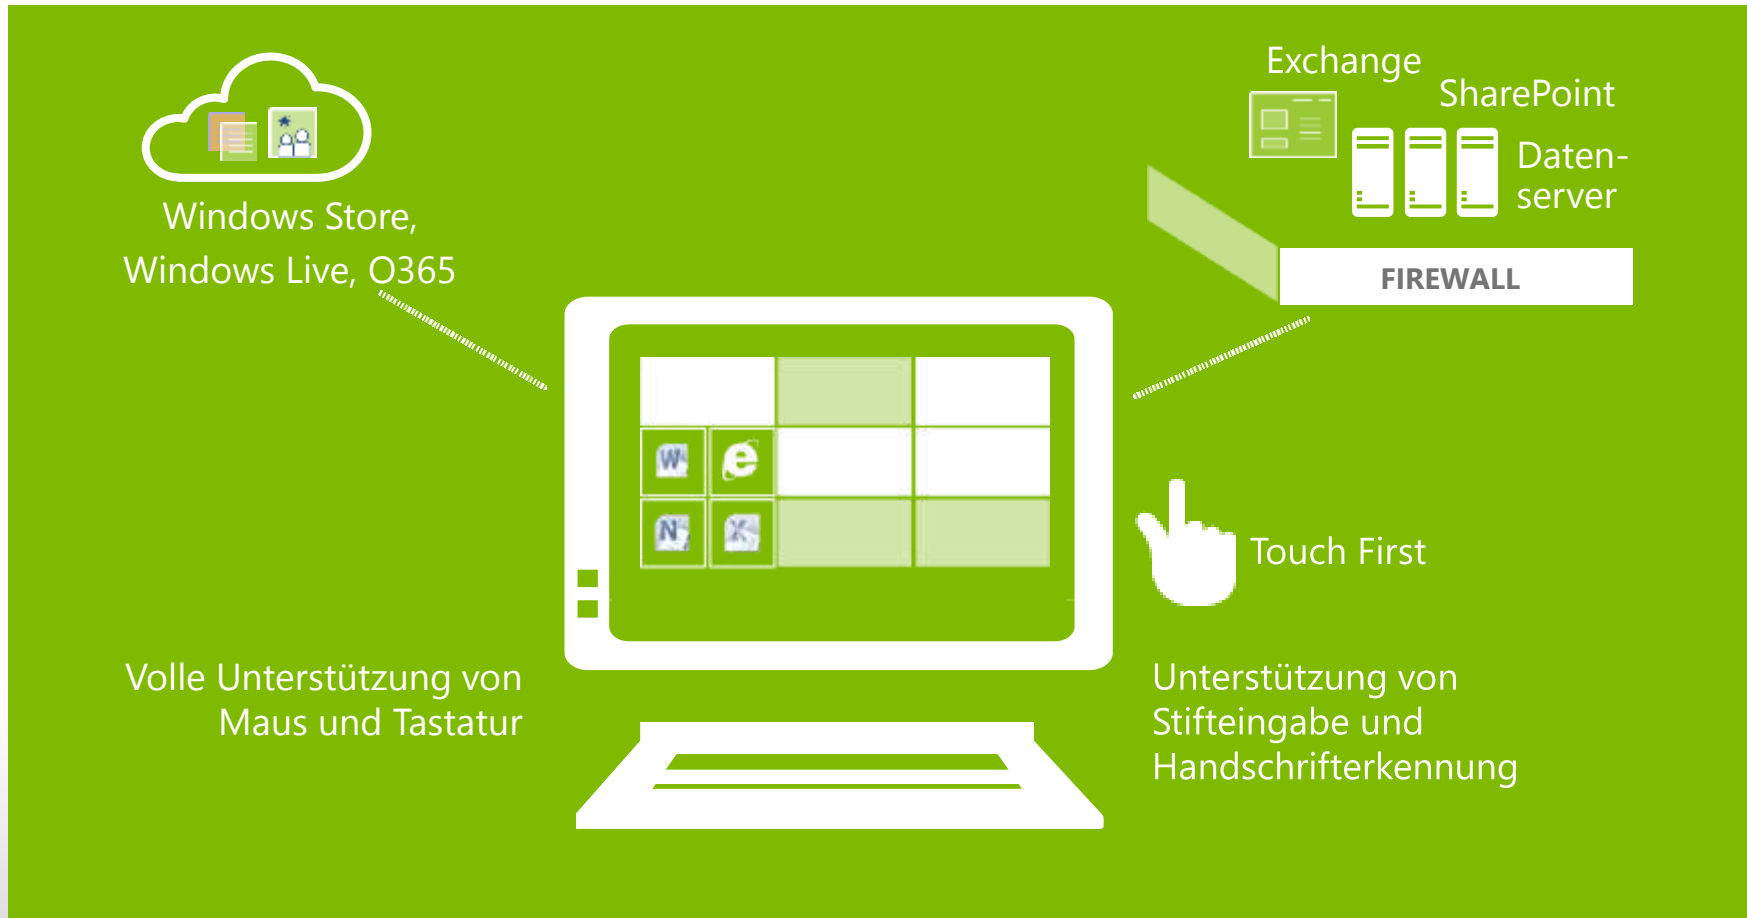 Exchange
SharePoint
Daten-
server
Windows Store,
Windows Live, O365
FIREWALL
W
e
N
X
Touch First
Volle Unterstützung von
Maus und Tastatur
Unterstützung von
Stifteingabe und
Handschrifterkennung